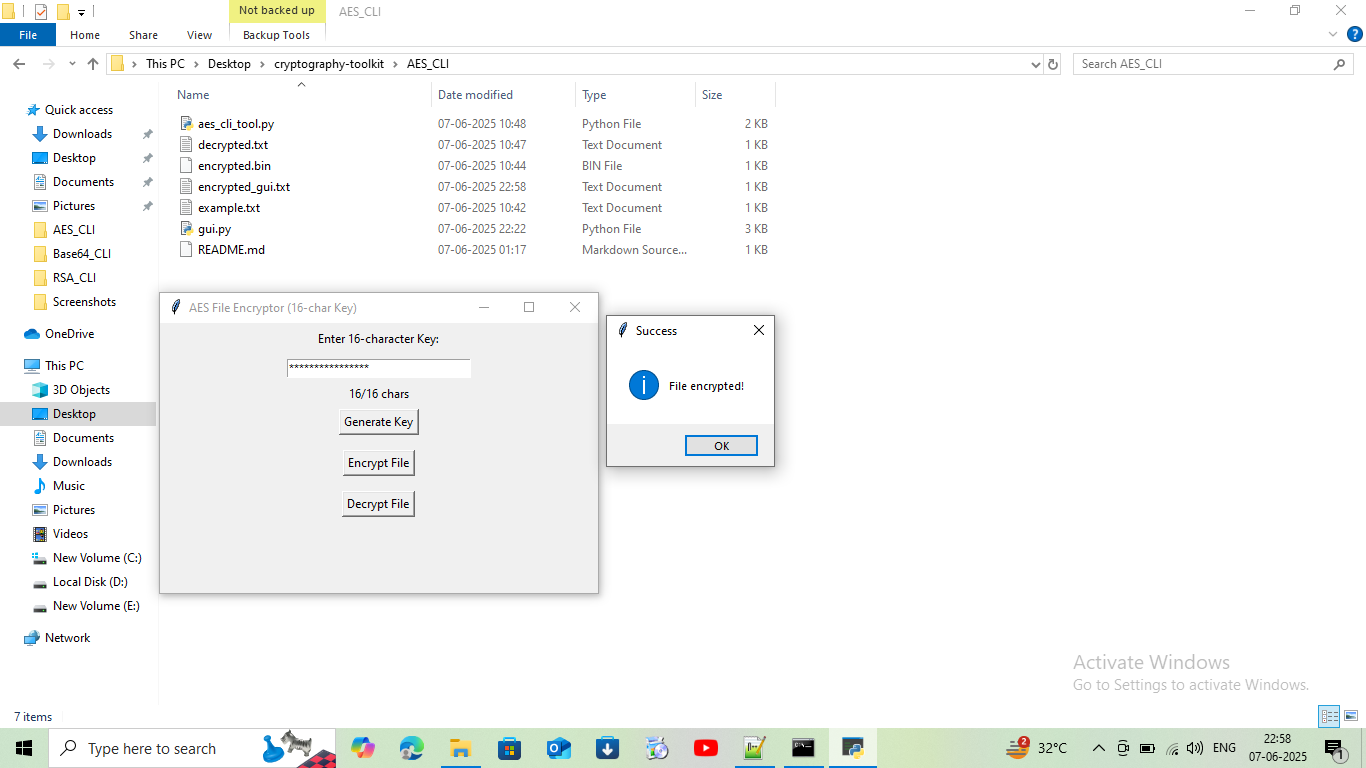 Not backed up AES_CLI
File Home Share View Backup Tools
This PC Desktop cryptography-toolkit AES_CLI Search AES_CLI
Name Date modified Type Size
Quick access
Downloads
Desktop
Documents
Pictures
AES_CLI
Base64_CLI
RSA_CLI
Screenshots
OneDrive
This PC
3D Objects
Desktop
Documents
Downloads
Music
Pictures
Videos
New Volume (C:)
Local Disk (D:)
New Volume (E:)
Network
aes_cli_tool.py 07-06-2025 10:48 Python File 2 KB
decrypted.txt 07-06-2025 10:47 Text Document 1 KB
encrypted.bin 07-06-2025 10:44 BIN File 1 KB
encrypted_gui.txt 07-06-2025 22:58 Text Document 1 KB
example.txt 07-06-2025 10:42 Text Document 1 KB
gui.py 07-06-2025 22:22 Python File 3 KB
README.md 07-06-2025 01:17 Markdown Source... 1 KB
AES File Encryptor (16-char Key)
Enter 16-character Key:
****************
16/16 chars
Generate Key
Encrypt File
Decrypt File
Success
File encrypted!
OK
Activate Windows
Go to Settings to activate Windows.
7 items
Type here to search 2 32°C ENG 22:58
07-06-2025 1